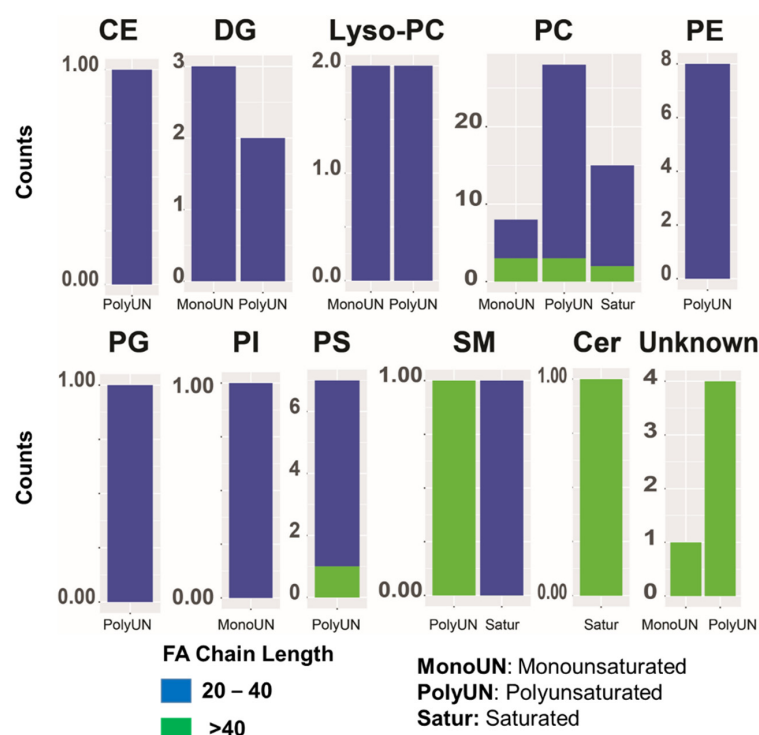 CE DG Lyso-PC PC PE
Counts
1.00
0.00
PolyUN
3
2
1
0
MonoUN PolyUN
2.0
1.0
0.0
MonoUN PolyUN
20
10
0
MonoUN PolyUN Satur
8
6
4
2
0
PolyUN
PG PI PS SM Cer Unknown
Counts
1.00
0.00
PolyUN
1.00
0.00
MonoUN
6
4
2
0
PolyUN
1.00
0.00
PolyUN Satur
1.00
0.00
Satur
4
3
2
1
0
MonoUN PolyUN
FA Chain Length
20 – 40
>40
MonoUN: Monounsaturated
PolyUN: Polyunsaturated
Satur: Saturated